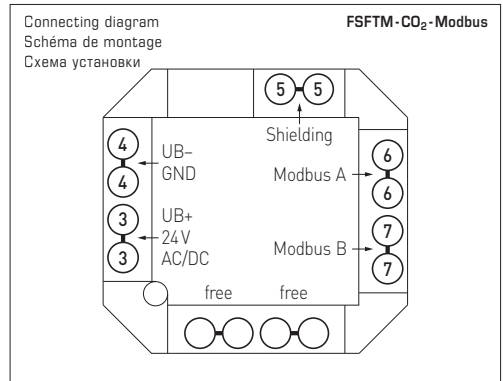 Connecting diagram
Schéma de montage
Схема установки
FSFTM-CO₂-Modbus
5 5
Shielding
4
4
UB–
GND
3
3
UB+
24 V
AC/DC
Modbus A
6
6
Modbus B
7
7
free free